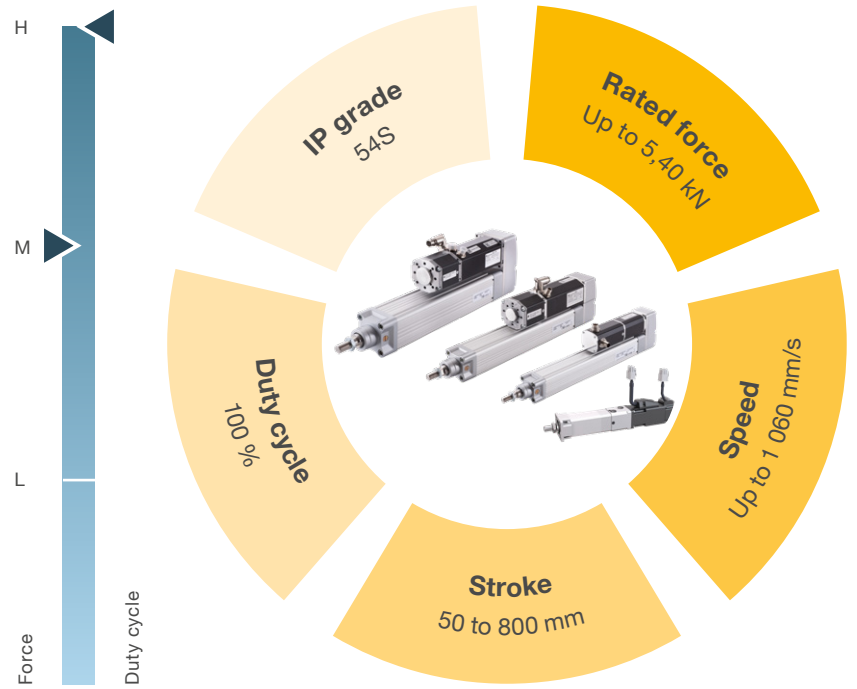 H
M
L
Force
Duty cycle
IP grade
54S
Rated force
Up to 5,40 kN
Speed
Up to 1 060 mm/s
Stroke
50 to 800 mm
Duty cycle
100 %